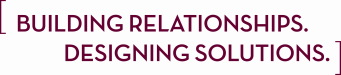 [ BUILDING RELATIONSHIPS.
DESIGNING SOLUTIONS. ]